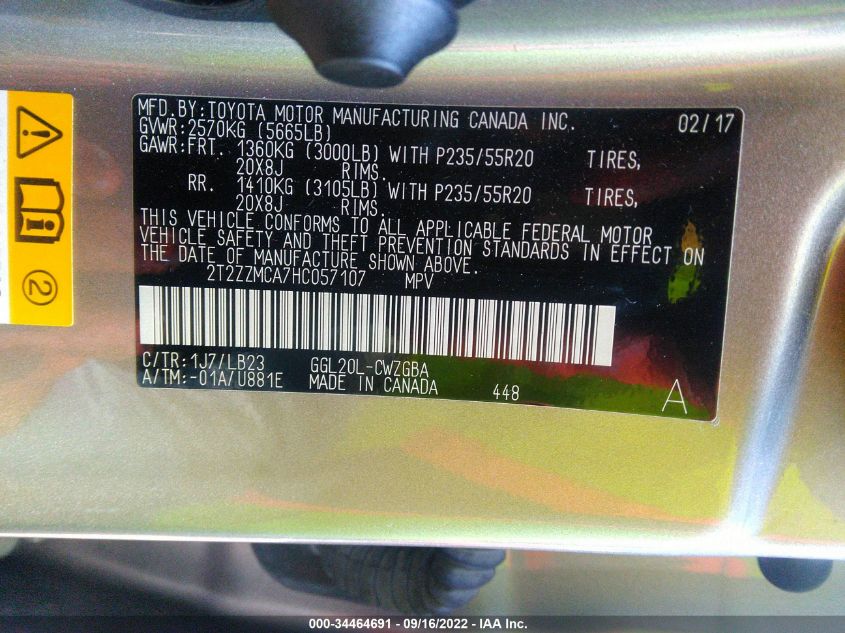 MFD.BY:TOYOTA MOTOR MANUFACTURING CANADA INC. 02/17
GVWR:2570KG (5665LB)
GAWR:FRT. 1360KG (3000LB) WITH P235/55R20 TIRES,
20X8J RIMS.
RR. 1410KG (3105LB) WITH P235/55R20 TIRES,
20X8J RIMS.
THIS VEHICLE CONFORMS TO ALL APPLICABLE FEDERAL MOTOR
VEHICLE SAFETY AND THEFT PREVENTION STANDARDS IN EFFECT ON
THE DATE OF MANUFACTURE SHOWN ABOVE.
2T2ZZMCA7HC057107 MPV
C/TR:1J7/LB23 GGL20L-CWZGBA
A/TM:-01A/U881E MADE IN CANADA 448 A
2
000-34464691 - 09/16/2022 - IAA Inc.